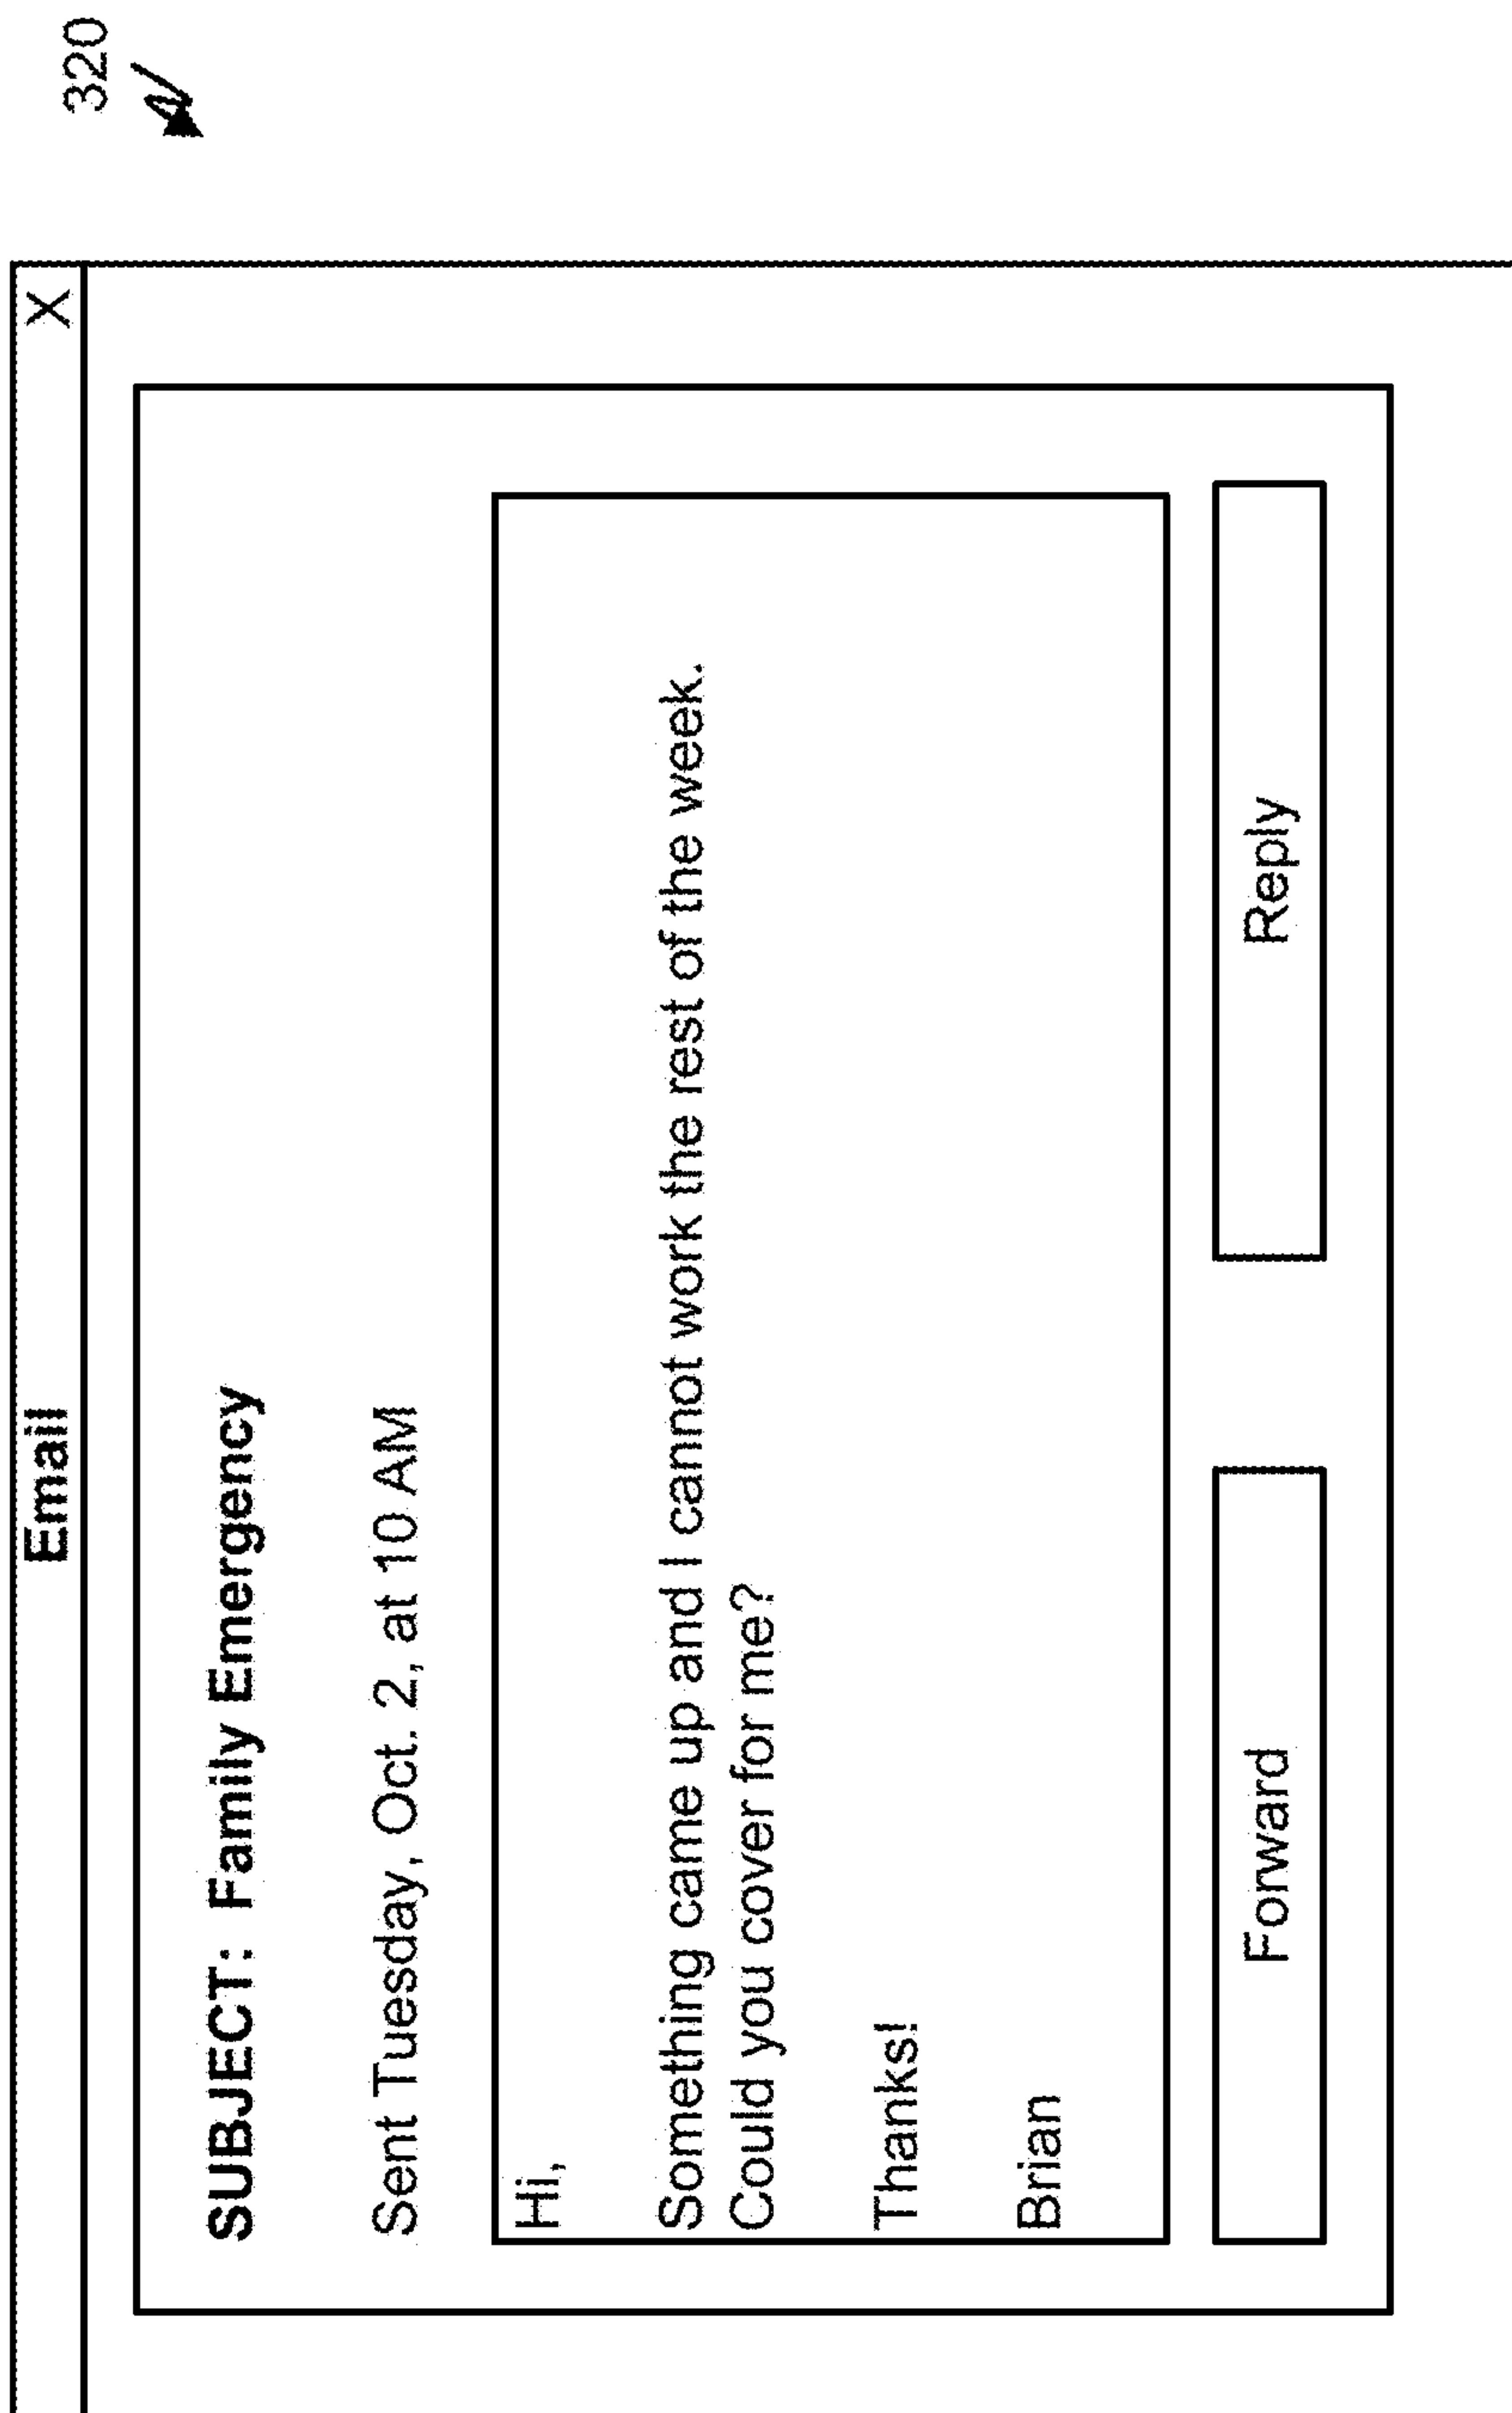 320
Email X
SUBJECT: Family Emergency
Sent Tuesday, Oct. 2, at 10 AM
Hi,
Something came up and I cannot work the rest of the week.
Could you cover for me?
Thanks!
Brian
Forward Reply